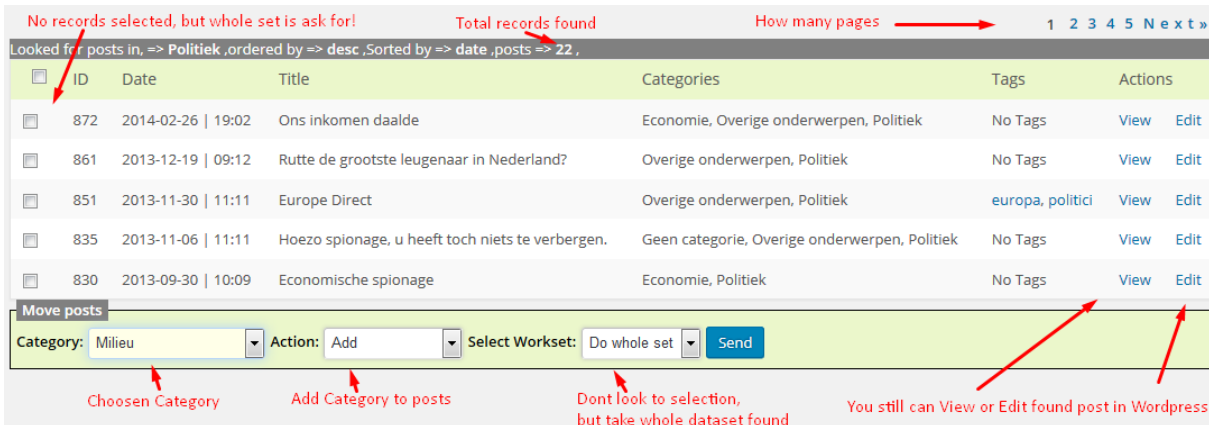 No records selected, but whole set is ask for!
Total records found
How many pages
1 2 3 4 5 Next»
Looked for posts in, => Politiek ,ordered by => desc ,Sorted by => date ,posts => 22 ,
ID Date Title Categories Tags Actions
872 2014-02-26 | 19:02 Ons inkomen daalde Economie, Overige onderwerpen, Politiek No Tags View Edit
861 2013-12-19 | 09:12 Rutte de grootste leugenaar in Nederland? Overige onderwerpen, Politiek No Tags View Edit
851 2013-11-30 | 11:11 Europe Direct Overige onderwerpen, Politiek europa, politici View Edit
835 2013-11-06 | 11:11 Hoezo spionage, u heeft toch niets te verbergen. Geen categorie, Overige onderwerpen, Politiek No Tags View Edit
830 2013-09-30 | 10:09 Economische spionage Economie, Politiek No Tags View Edit
Move posts
Category: Milieu Action: Add Select Workset: Do whole set Send
Choosen Category
Add Category to posts
Dont look to selection,
but take whole dataset found
You still can View or Edit found post in Wordpress